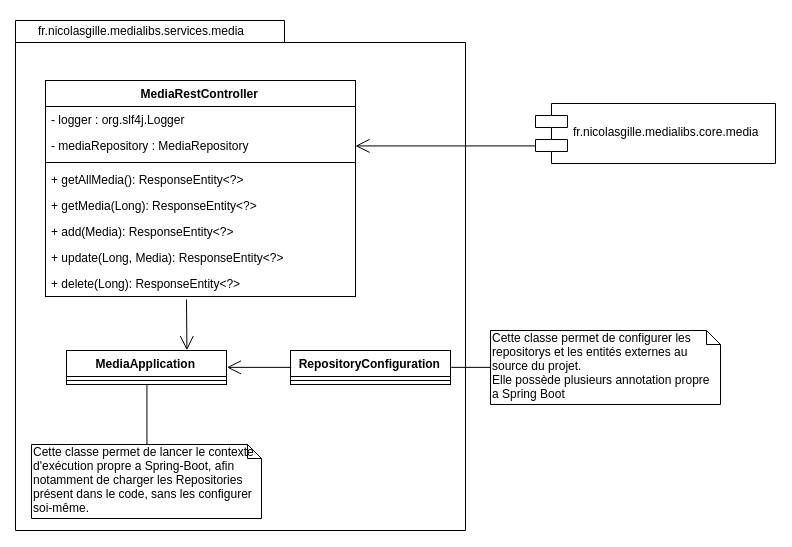 fr.nicolasgille.medialibs.services.media
MediaRestController
- logger : org.slf4j.Logger
- mediaRepository : MediaRepository
+ getAllMedia(): ResponseEntity<?>
+ getMedia(Long): ResponseEntity<?>
+ add(Media): ResponseEntity<?>
+ update(Long, Media): ResponseEntity<?>
+ delete(Long): ResponseEntity<?>
fr.nicolasgille.medialibs.core.media
MediaApplication
RepositoryConfiguration
Cette classe permet de configurer les
repositorys et les entités externes au
source du projet.
Elle possède plusieurs annotation propre
a Spring Boot
Cette classe permet de lancer le contexte
d'exécution propre a Spring-Boot, afin
notamment de charger les Repositories
présent dans le code, sans les configurer
soi-même.